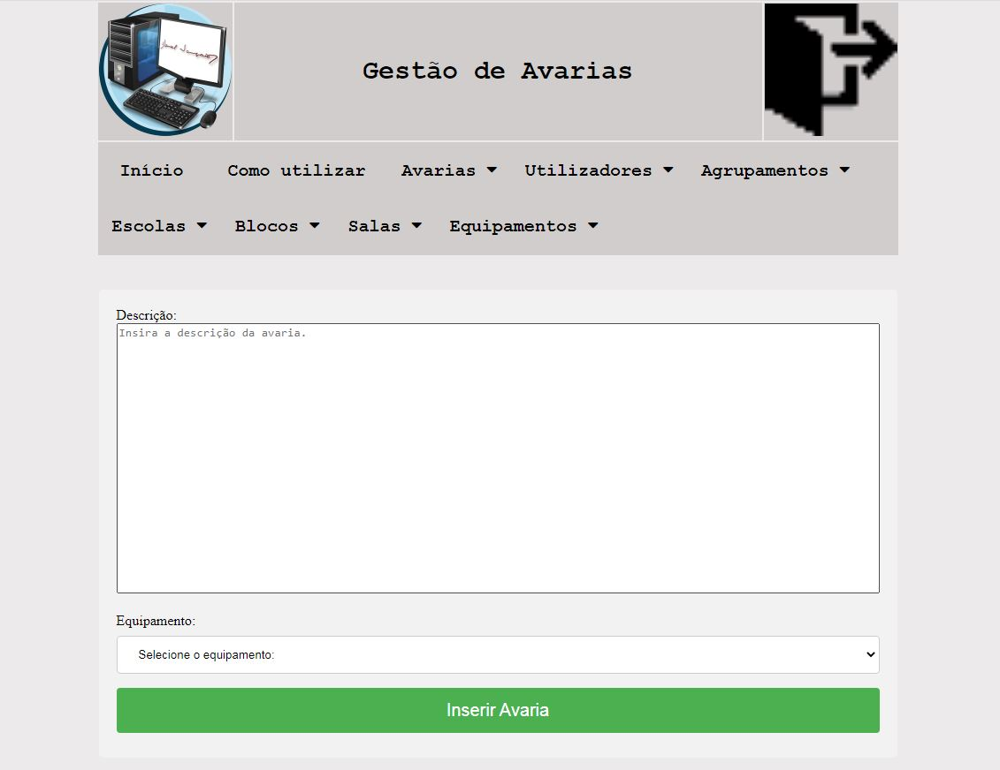 Gestão de Avarias
Início Como utilizar Avarias Utilizadores Agrupamentos
Escolas Blocos Salas Equipamentos
Descrição:
Insira a descrição da avaria.
Equipamento:
Selecione o equipamento:
Inserir Avaria